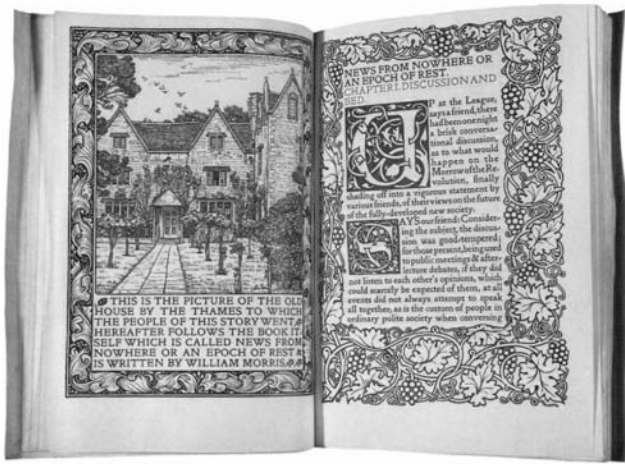 THIS IS THE PICTURE OF THE OLD
HOUSE BY THE THAMES TO WHICH
THE PEOPLE OF THIS STORY WENT
HEREAFTER FOLLOWS THE BOOK IT
SELF WHICH IS CALLED NEWS FROM
NOWHERE OR AN EPOCH OF REST &
IS WRITTEN BY WILLIAM MORRIS
NEWS FROM NOWHERE OR
AN EPOCH OF REST.
CHAPTER I. DISCUSSION AND
BED
UP at the League,
says a friend, there
had been one night
a brisk conversa-
tional discussion,
as to what would
happen on the
Morrow of the Re-
volution, finally
shading off into a vigorous statement by
various friends, of their views on the future
of the fully-developed new society.
SAYS our friend: Consider-
ing the subject, the discus-
sion was good-tempered;
for those present, being used
to public meetings & after-
lecture debates, if they did
not listen to each other's opinions, which
could scarcely be expected of them, at all
events did not always attempt to speak
all together, as is the custom of people in
ordinary polite society when conversing